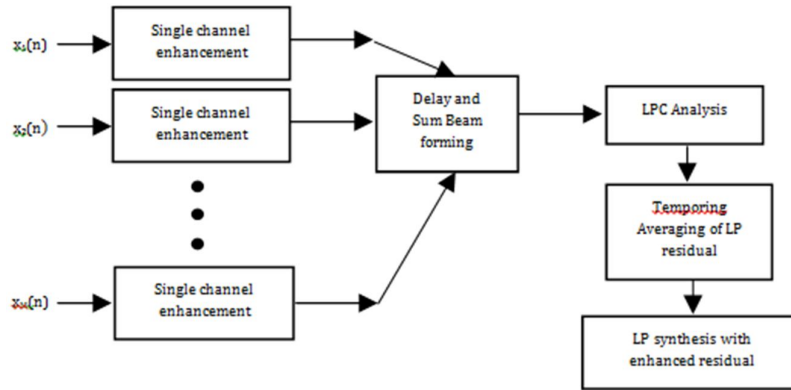 x₁(n)
Single channel
enhancement
x₂(n)
Single channel
enhancement
Delay and
Sum Beam
forming
LPC Analysis
Temporing
Averaging of LP
residual
x_M(n)
Single channel
enhancement
LP synthesis with
enhanced residual